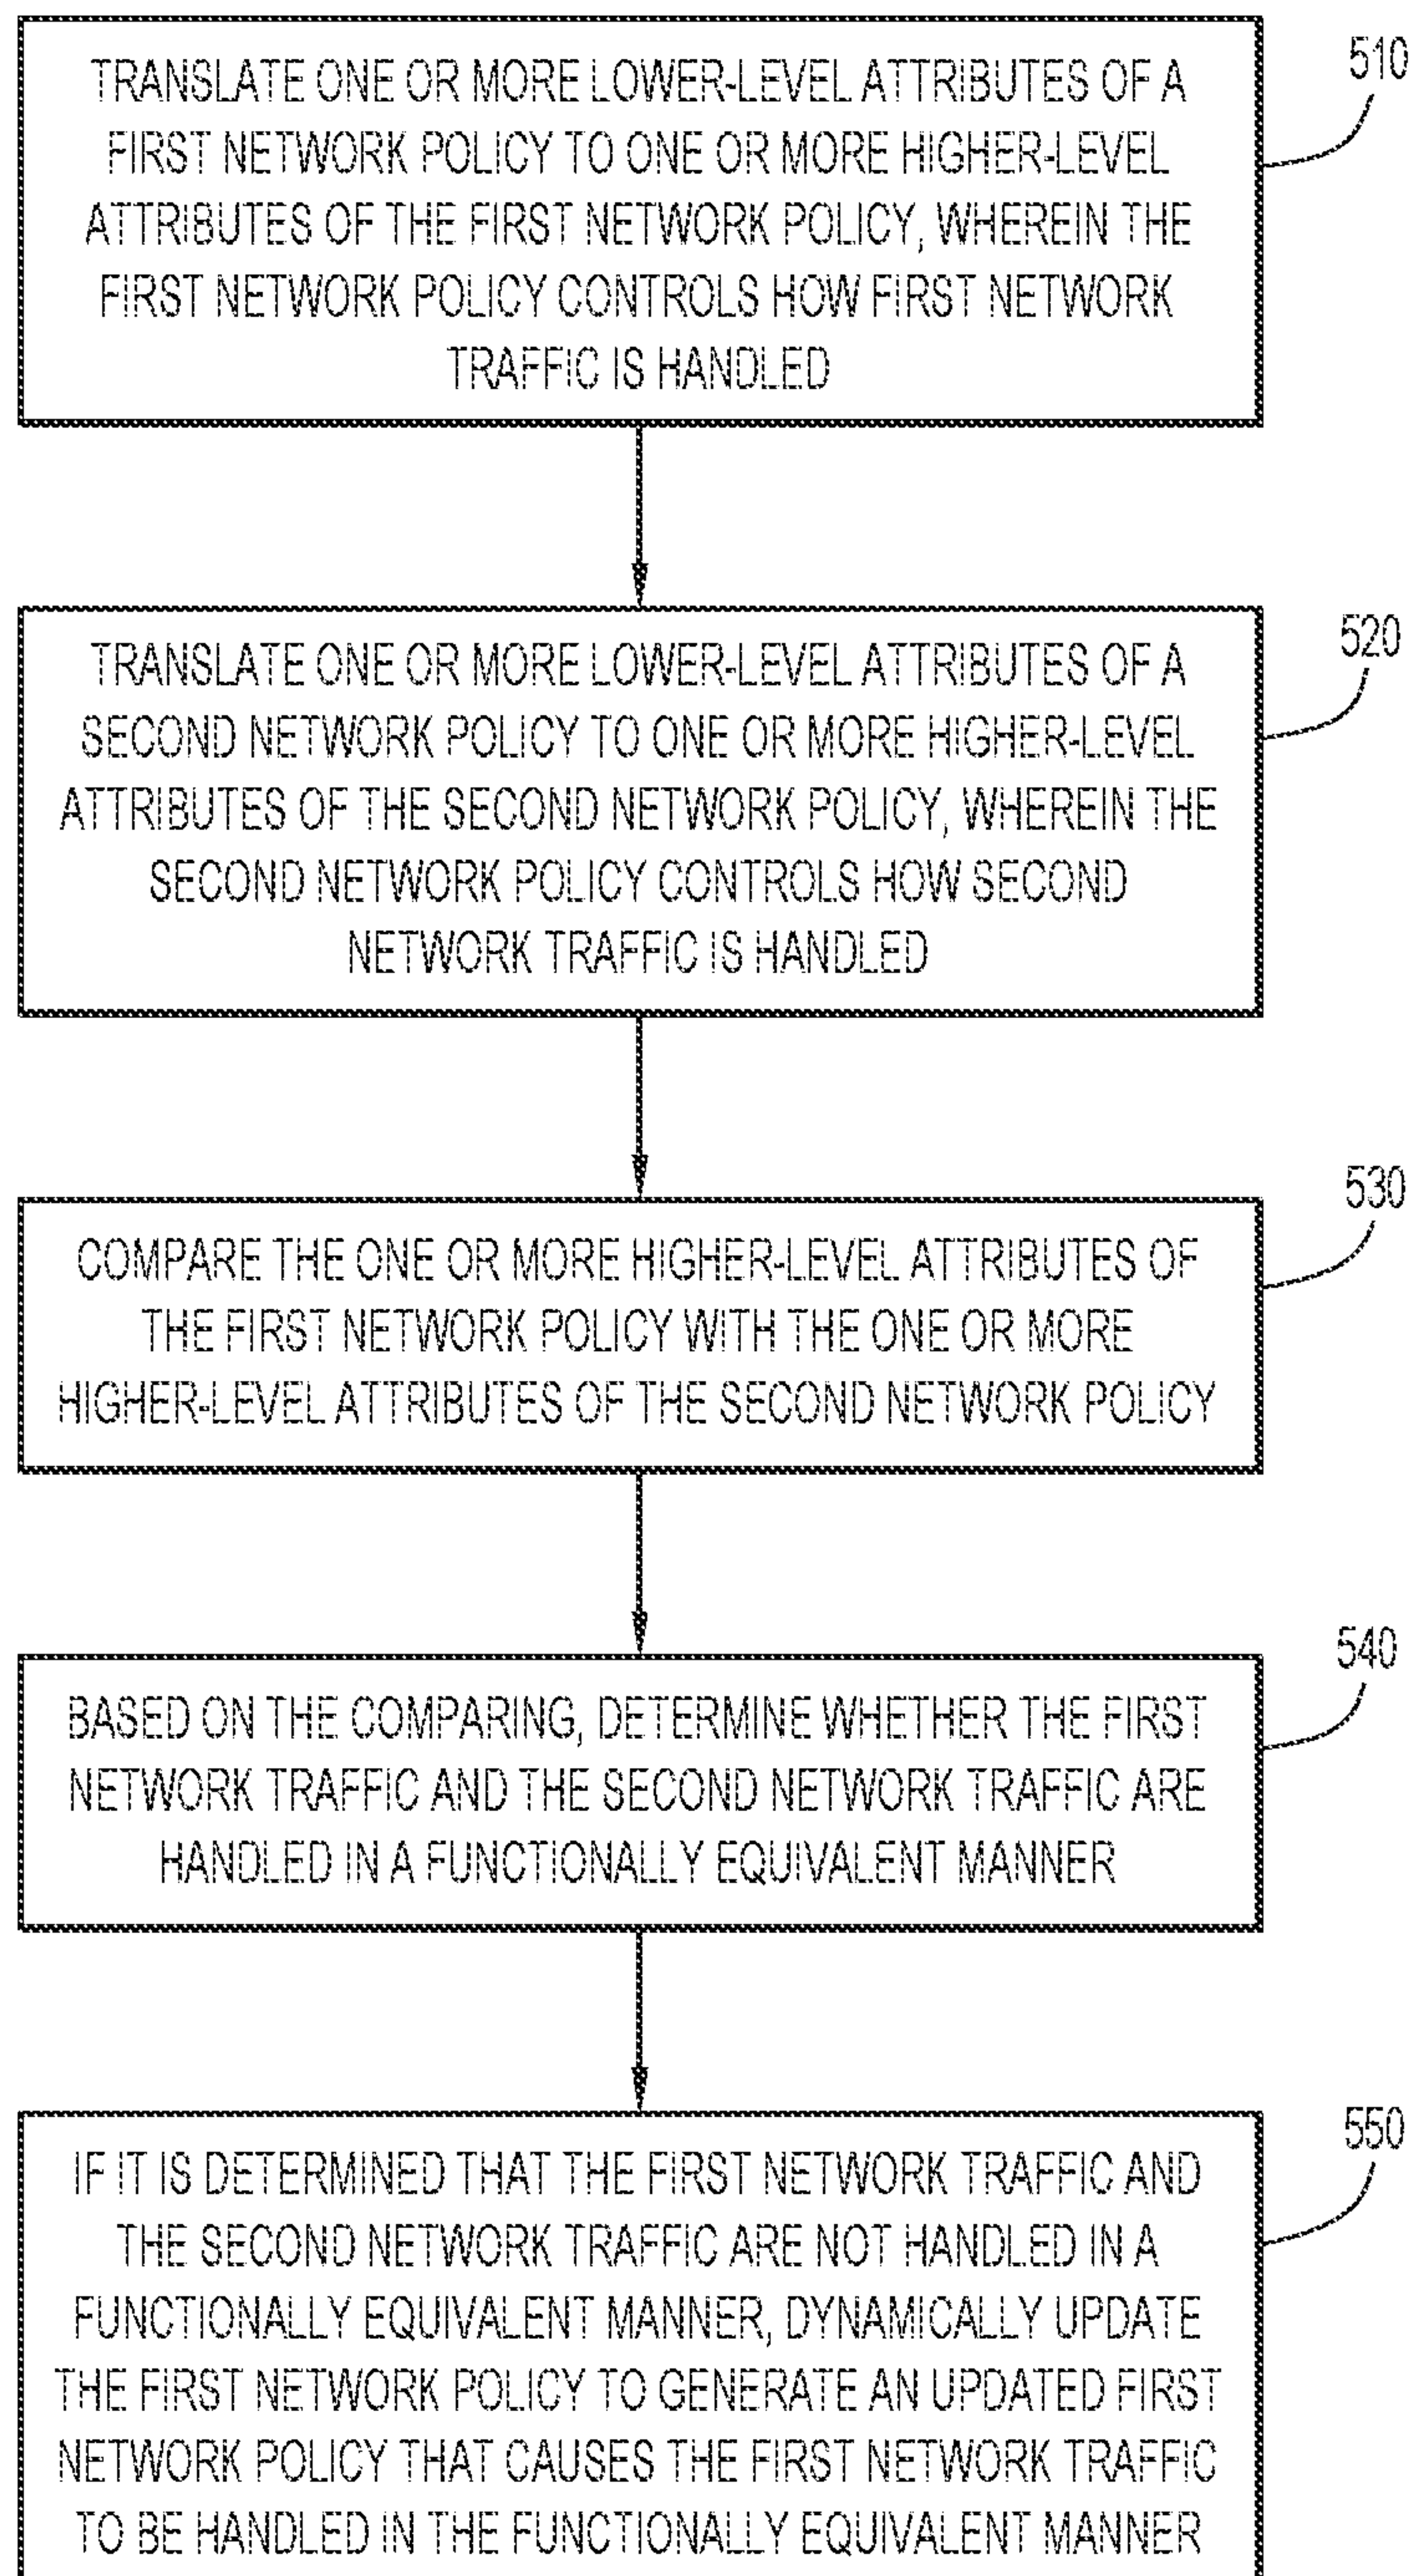 TRANSLATE ONE OR MORE LOWER-LEVEL ATTRIBUTES OF A
FIRST NETWORK POLICY TO ONE OR MORE HIGHER-LEVEL
ATTRIBUTES OF THE FIRST NETWORK POLICY, WHEREIN THE
FIRST NETWORK POLICY CONTROLS HOW FIRST NETWORK
TRAFFIC IS HANDLED
510
TRANSLATE ONE OR MORE LOWER-LEVEL ATTRIBUTES OF A
SECOND NETWORK POLICY TO ONE OR MORE HIGHER-LEVEL
ATTRIBUTES OF THE SECOND NETWORK POLICY, WHEREIN THE
SECOND NETWORK POLICY CONTROLS HOW SECOND
NETWORK TRAFFIC IS HANDLED
520
COMPARE THE ONE OR MORE HIGHER-LEVEL ATTRIBUTES OF
THE FIRST NETWORK POLICY WITH THE ONE OR MORE
HIGHER-LEVEL ATTRIBUTES OF THE SECOND NETWORK POLICY
530
BASED ON THE COMPARING, DETERMINE WHETHER THE FIRST
NETWORK TRAFFIC AND THE SECOND NETWORK TRAFFIC ARE
HANDLED IN A FUNCTIONALLY EQUIVALENT MANNER
540
IF IT IS DETERMINED THAT THE FIRST NETWORK TRAFFIC AND
THE SECOND NETWORK TRAFFIC ARE NOT HANDLED IN A
FUNCTIONALLY EQUIVALENT MANNER, DYNAMICALLY UPDATE
THE FIRST NETWORK POLICY TO GENERATE AN UPDATED FIRST
NETWORK POLICY THAT CAUSES THE FIRST NETWORK TRAFFIC
TO BE HANDLED IN THE FUNCTIONALLY EQUIVALENT MANNER
550